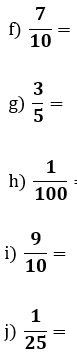 f) 7/10 =
g) 3/5 =
h) 1/100 =
i) 9/10 =
j) 1/25 =